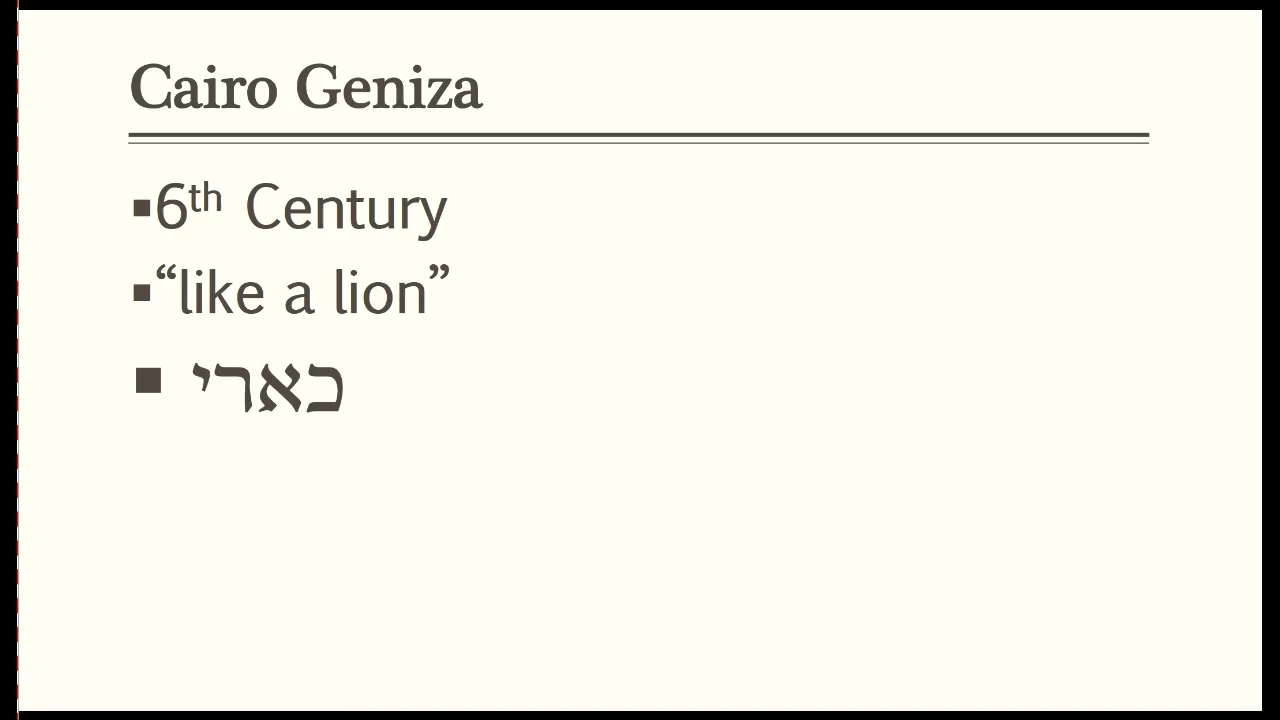 Cairo Geniza
▪6th Century
▪“like a lion”
▪ כארי